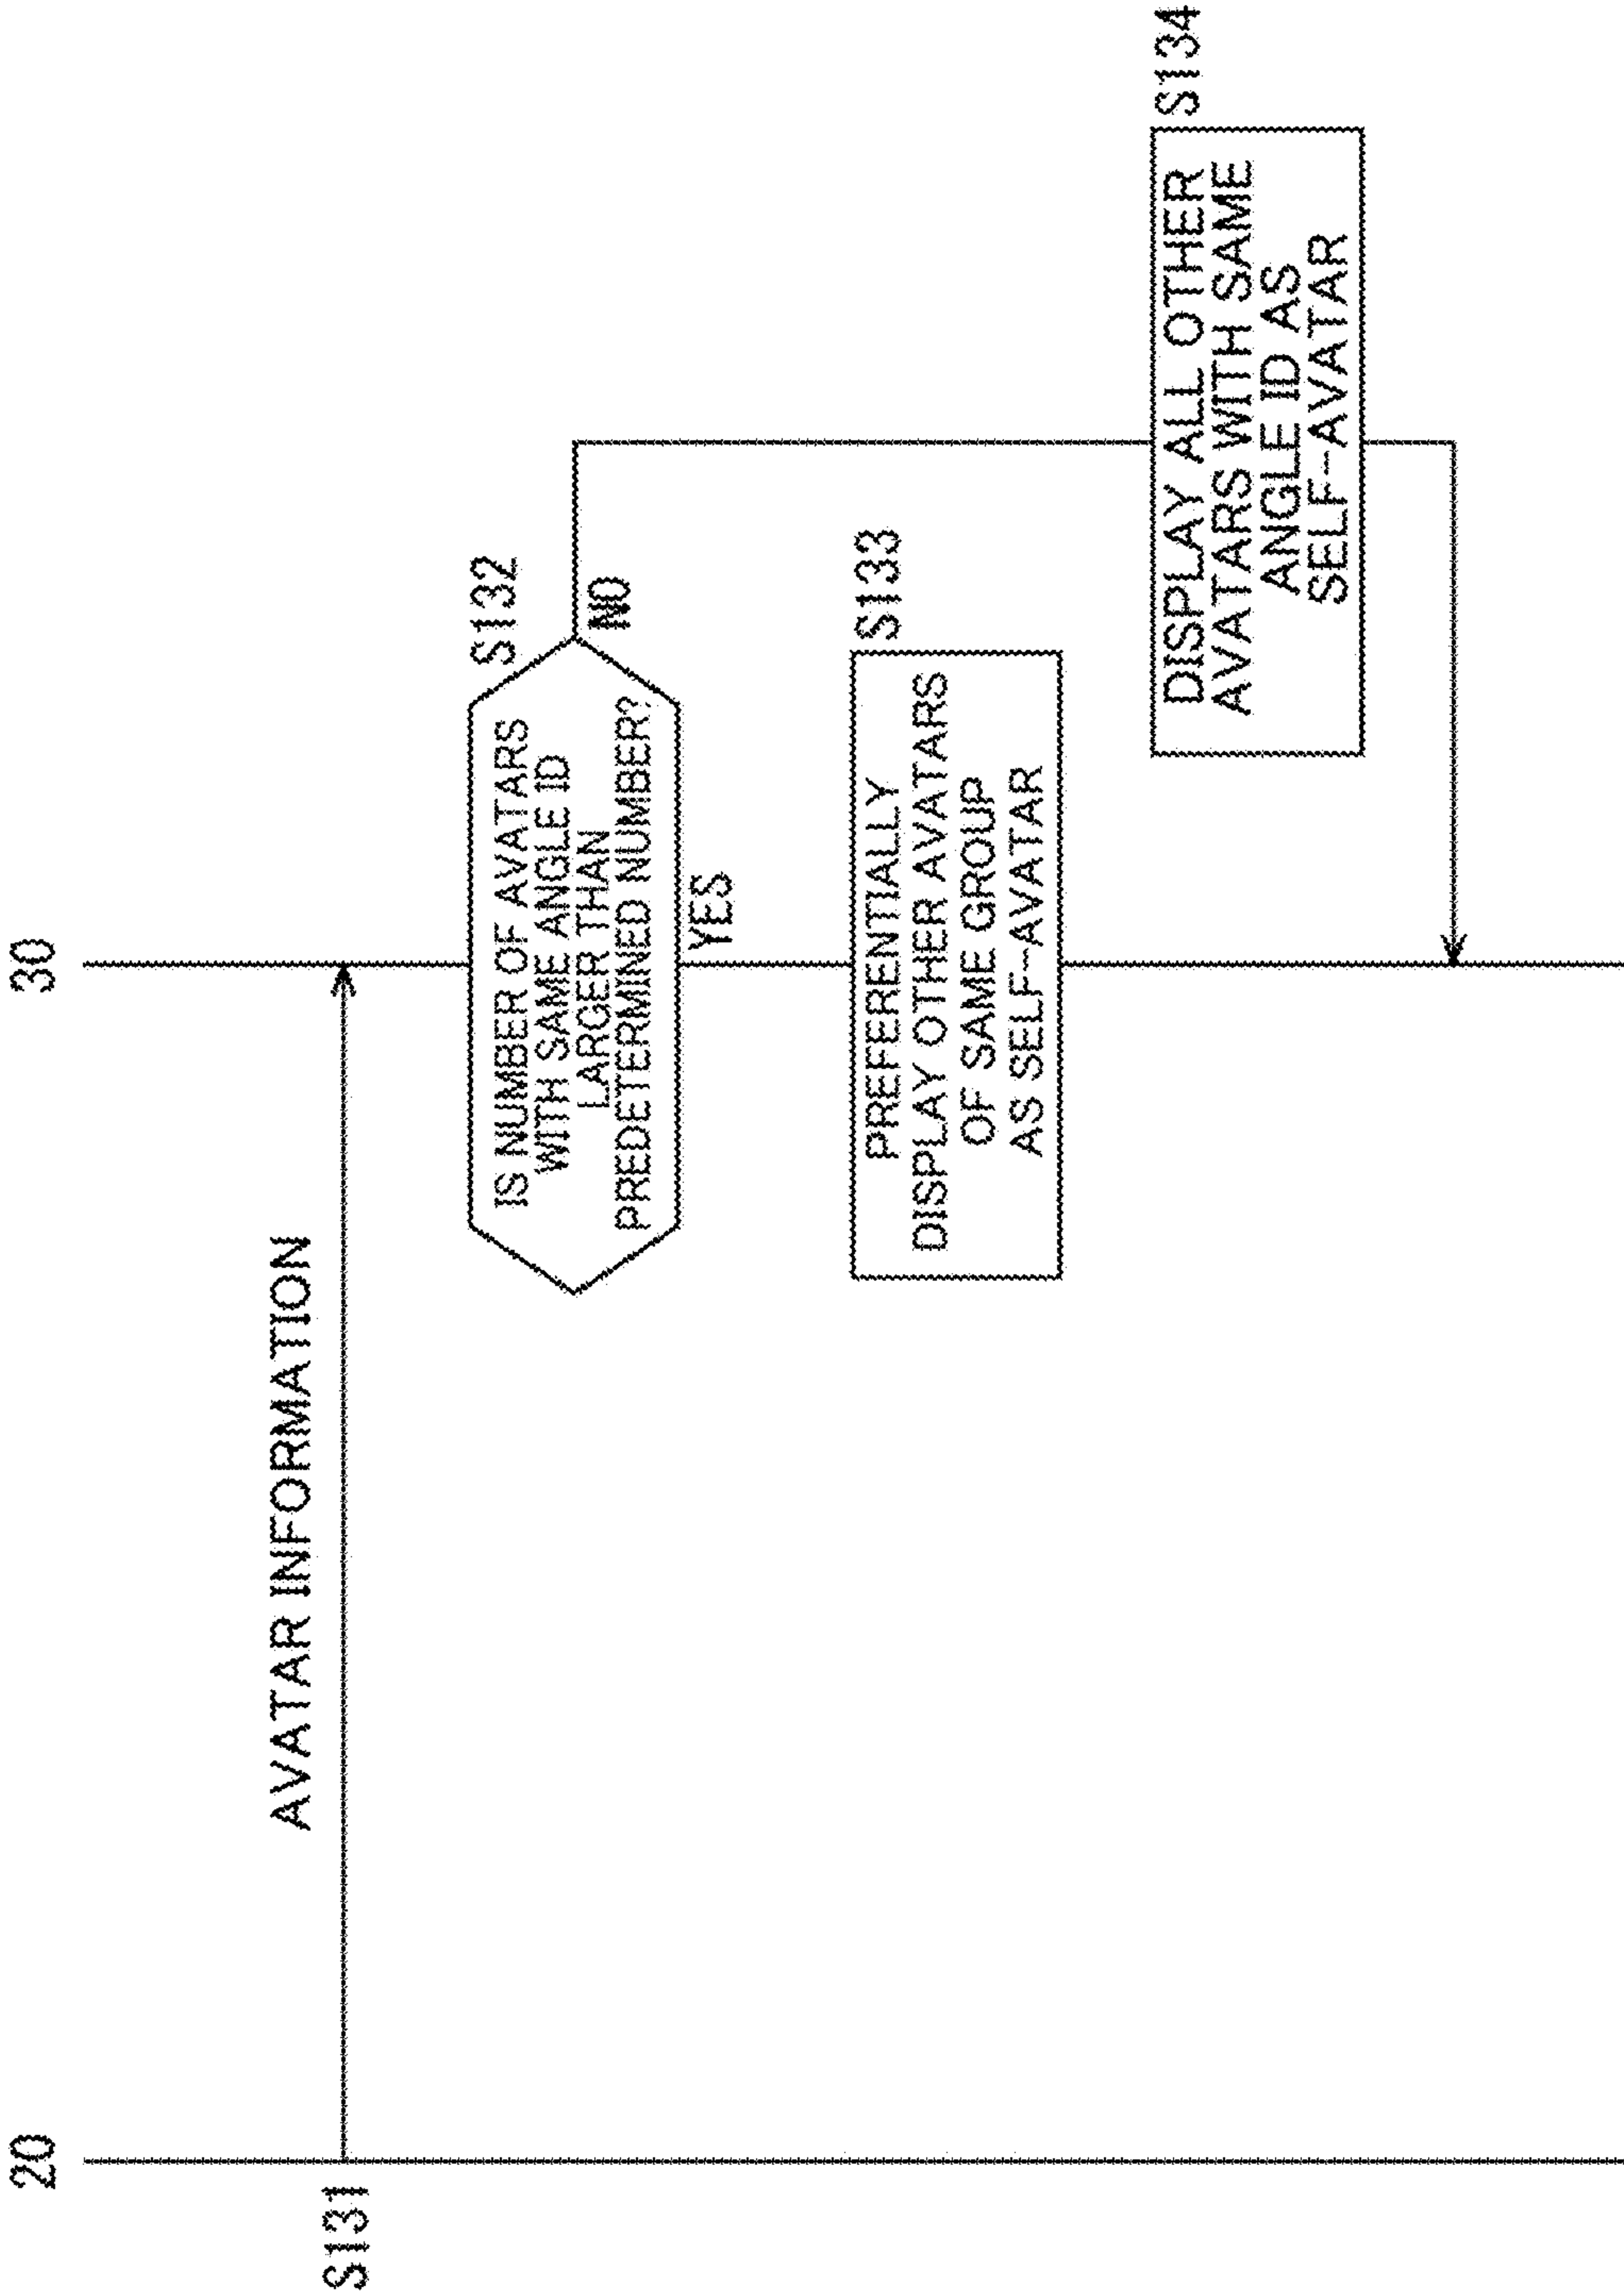 20
30
S131
AVATAR INFORMATION
S132
IS NUMBER OF AVATARS
WITH SAME ANGLE ID
LARGER THAN
PREDETERMINED NUMBER?
NO
YES
S133
PREFERENTIALLY
DISPLAY OTHER AVATARS
OF SAME GROUP
AS SELF-AVATAR
S134
DISPLAY ALL OTHER
AVATARS WITH SAME
ANGLE ID AS
SELF-AVATAR